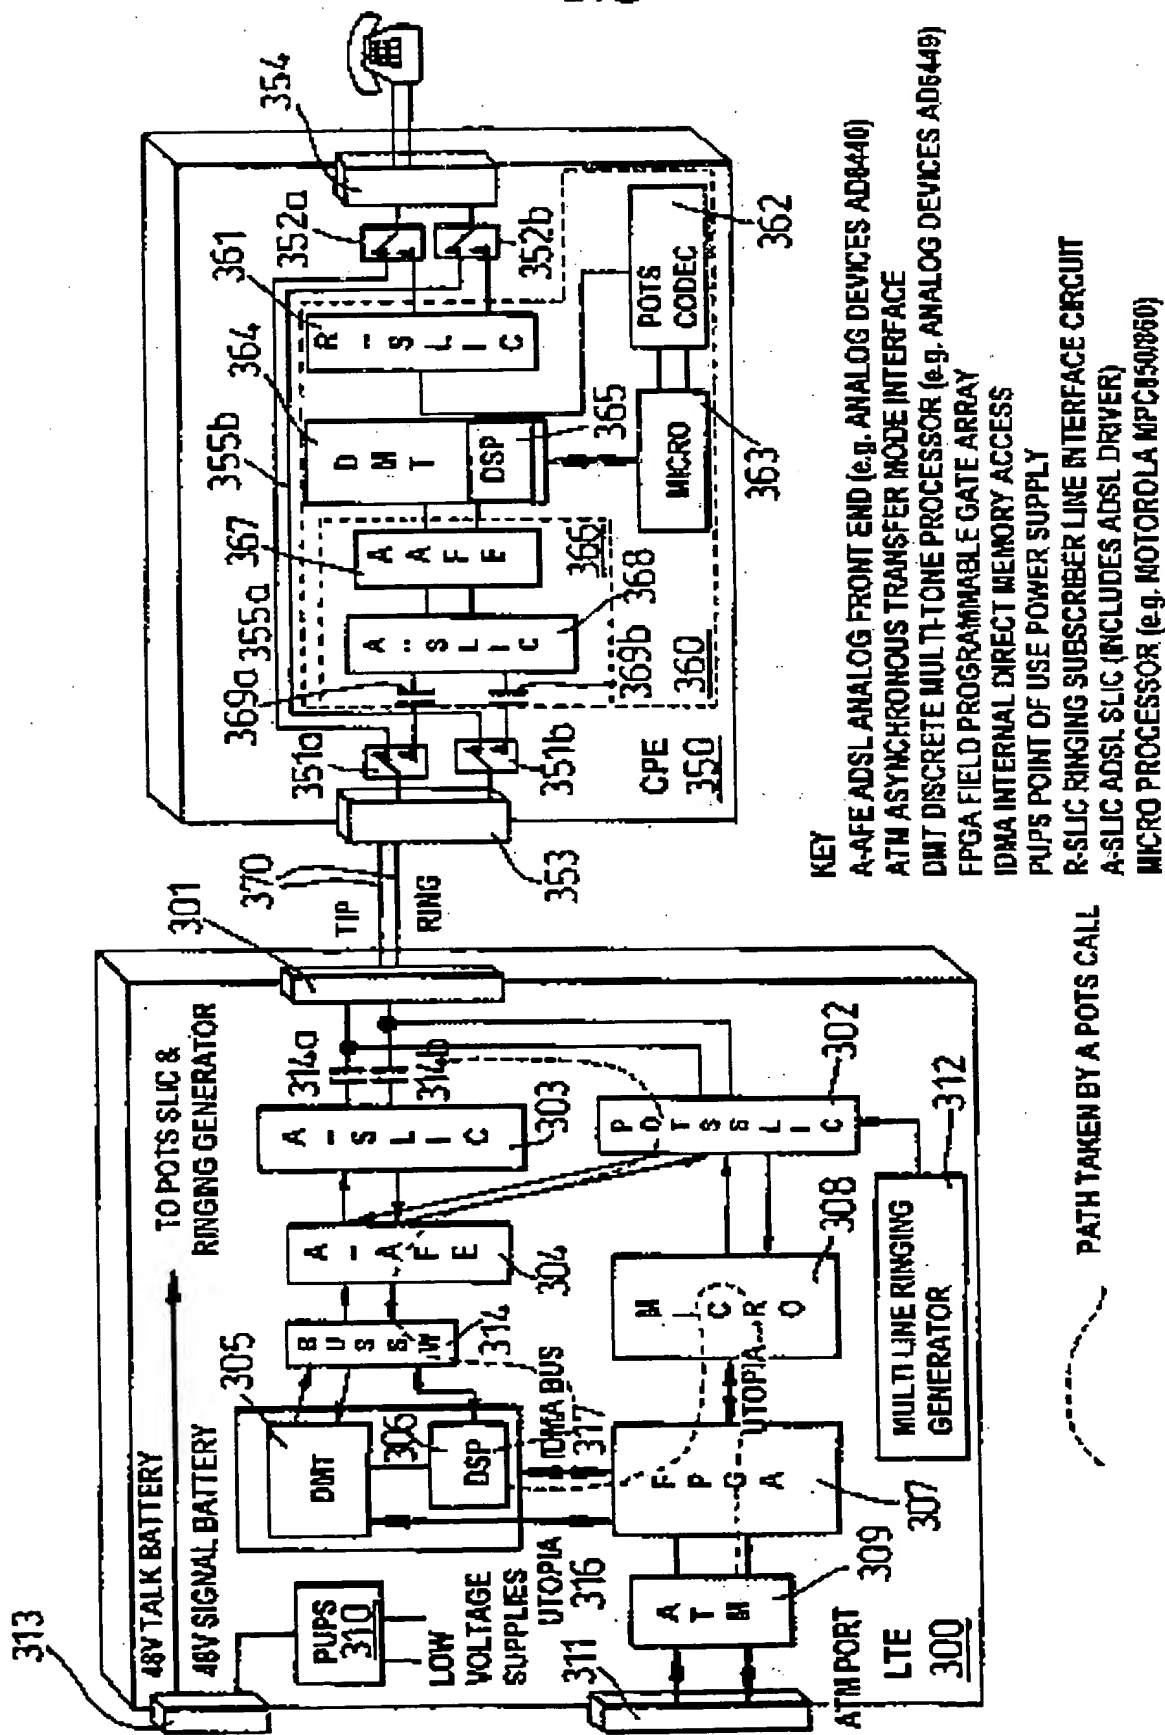 313
48V TALK BATTERY
48V SIGNAL BATTERY
TO POTS SLIC &
RINGING GENERATOR
PUPS
310
LOW
VOLTAGE
SUPPLIES
305
DMT
306
DSP
BUSSW
314
A-AFE
304
A-SLIC
303
314a
314b
301
UTOPIA
316
IDMA BUS
317
FPGA
307
UTOPIA
MICRO
308
POTS SLIC
302
MULTI LINE RINGING
GENERATOR
312
311
ATM
309
ATM PORT
LTE
300
TIP
RING
370
353
351a
351b
369a
369b
355a
355b
A-SLIC
368
A AFE
367
366
DMT
364
DSP
365
R-SLIC
361
352a
352b
354
MICRO
363
POTS
CODEC
362
360
CPE
350
PATH TAKEN BY A POTS CALL
KEY
A-AFE ADSL ANALOG FRONT END (e.g. ANALOG DEVICES AD6440)
ATM ASYNCHRONOUS TRANSFER MODE INTERFACE
DMT DISCRETE MULTI-TONE PROCESSOR (e.g. ANALOG DEVICES AD6449)
FPGA FIELD PROGRAMMABLE GATE ARRAY
IDMA INTERNAL DIRECT MEMORY ACCESS
PUPS POINT OF USE POWER SUPPLY
R-SLIC RINGING SUBSCRIBER LINE INTERFACE CIRCUIT
A-SLIC ADSL SLIC (INCLUDES ADSL DRIVER)
MICRO PROCESSOR (e.g. MOTOROLA MPC850/860)